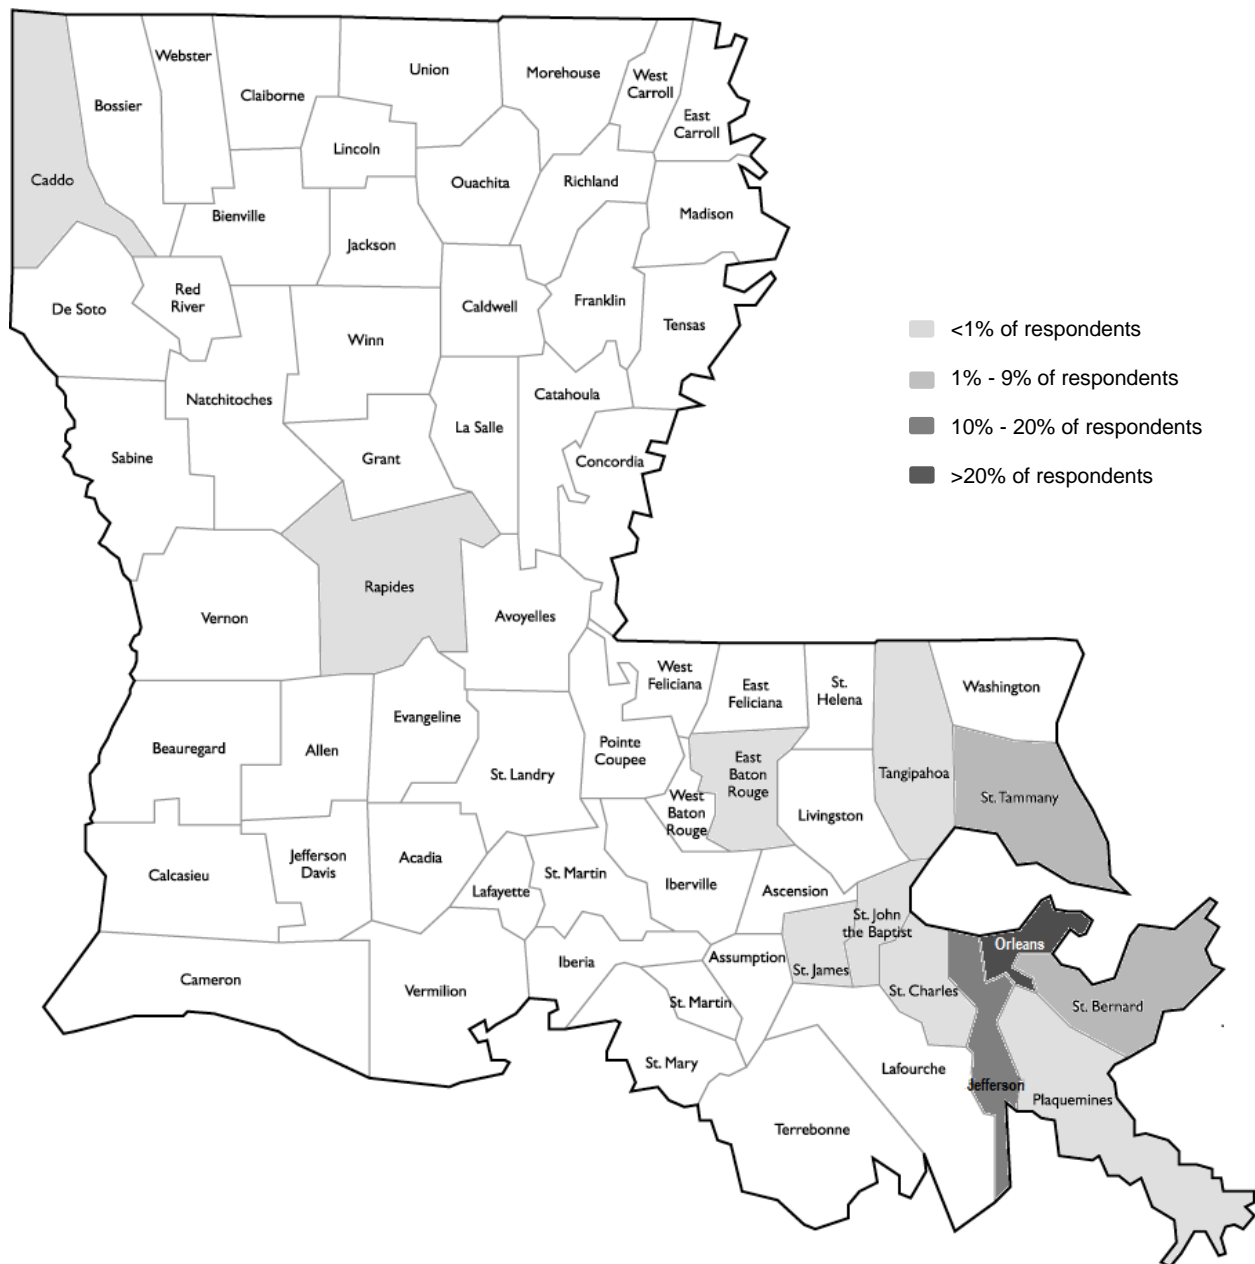 Webster
Union
Morehouse
West
Carroll
Claiborne
Bossier
East
Carroll
Lincoln
Caddo
Ouachita
Richland
Bienville
Madison
Jackson
Red
River
De Soto
Caldwell
Franklin
Winn
Tensas
<1% of respondents
1% - 9% of respondents
10% - 20% of respondents
>20% of respondents
Natchitoches
Catahoula
La Salle
Sabine
Grant
Concordia
Rapides
Vernon
Avoyelles
West
Feliciana
East
Feliciana
St.
Helena
Washington
Evangeline
Beauregard
Allen
Pointe
Coupee
St. Landry
East
Baton
Rouge
Tangipahoa
St. Tammany
West
Baton
Rouge
Livingston
Calcasieu
Jefferson
Davis
Acadia
Lafayette
St. Martin
Iberville
Ascension
St. John
the Baptist
Orleans
Cameron
Vermilion
Iberia
Assumption
St. James
St. Charles
St. Martin
St. Bernard
St. Mary
Lafourche
Jefferson
Plaquemines
Terrebonne